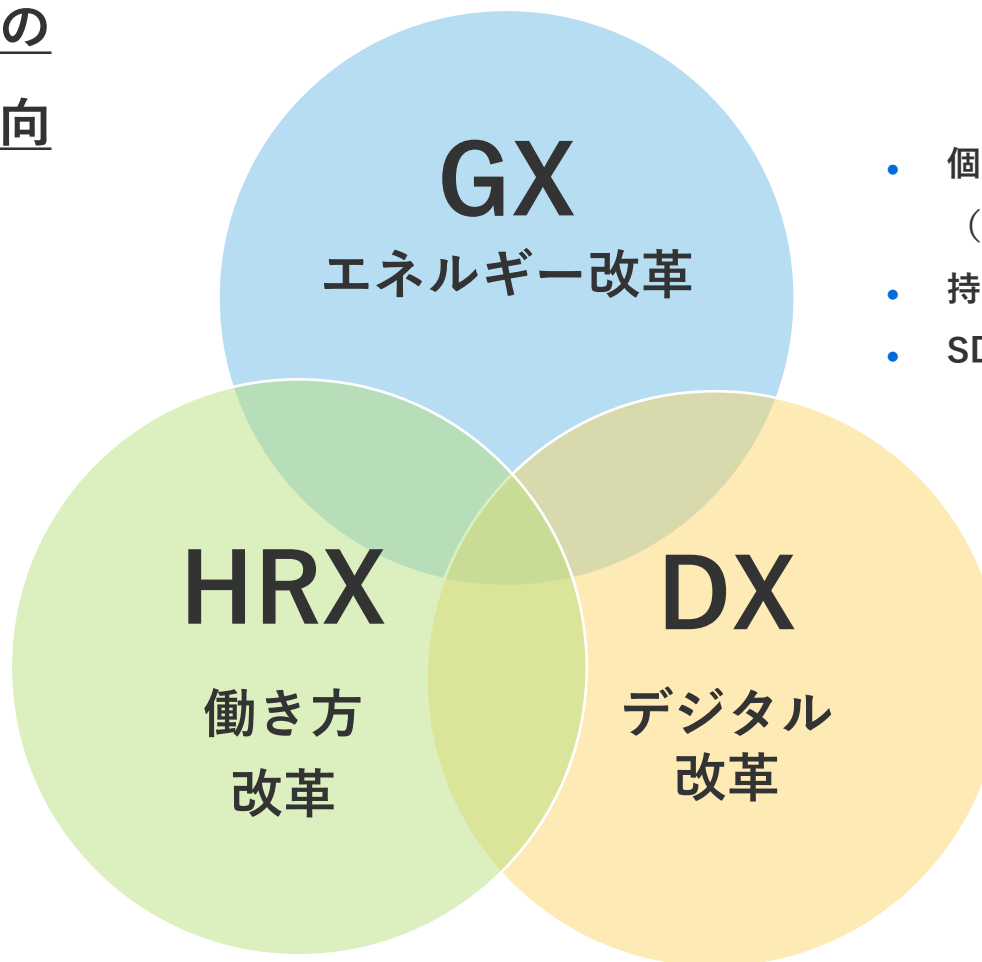 の
向
GX
エネルギー改革
• 個
（
• 持
• SD
HRX
働き方
改革
DX
デジタル
改革